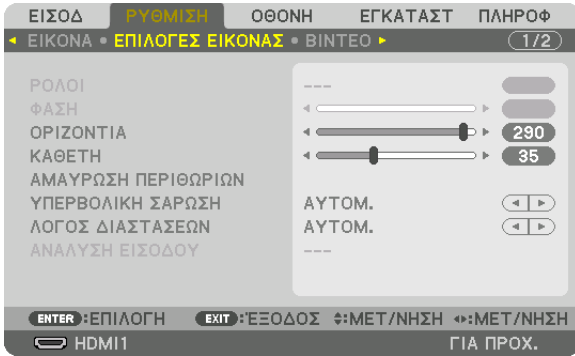 ΕΙΣΟΔ ΡΥΘΜΙΣΗ ΟΘΟΝΗ ΕΓΚΑΤΑΣΤ ΠΛΗΡΟΦ
◄ ΕΙΚΟΝΑ • ΕΠΙΛΟΓΕΣ ΕΙΚΟΝΑΣ • ΒΙΝΤΕΟ ► 1/2
ΡΟΛΟΙ ---
ΦΑΣΗ
ΟΡΙΖΟΝΤΙΑ 290
ΚΑΘΕΤΗ 35
ΑΜΑΥΡΩΣΗ ΠΕΡΙΘΩΡΙΩΝ
ΥΠΕΡΒΟΛΙΚΗ ΣΑΡΩΣΗ ΑΥΤΟΜ.
ΛΟΓΟΣ ΔΙΑΣΤΑΣΕΩΝ ΑΥΤΟΜ.
ΑΝΑΛΥΣΗ ΕΙΣΟΔΟΥ ---
ENTER :ΕΠΙΛΟΓΗ EXIT :ΈΞΟΔΟΣ ♦:ΜΕΤ/ΝΗΣΗ ◄►:ΜΕΤ/ΝΗΣΗ
HDMI1 ΓΙΑ ΠΡΟΧ.